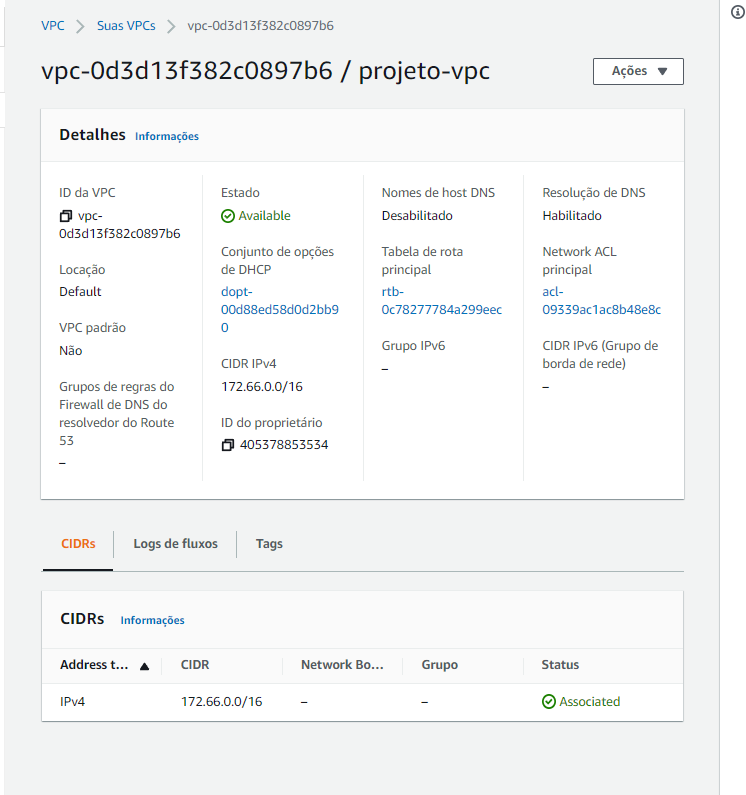 VPC > Suas VPCs > vpc-0d3d13f382c0897b6
vpc-0d3d13f382c0897b6 / projeto-vpc
Ações
Detalhes Informações
ID da VPC
vpc-
0d3d13f382c0897b6
Locação
Default
VPC padrão
Não
Grupos de regras do
Firewall de DNS do
resolvedor do Route
53
–
Estado
Available
Conjunto de opções
de DHCP
dopt-
00d88ed58d0d2bb9
0
CIDR IPv4
172.66.0.0/16
ID do proprietário
405378853534
Nomes de host DNS
Desabilitado
Tabela de rota
principal
rtb-
0c78277784a299eec
Grupo IPv6
–
Resolução de DNS
Habilitado
Network ACL
principal
acl-
09339ac1ac8b48e8c
CIDR IPv6 (Grupo de
borda de rede)
–
CIDRs Logs de fluxos Tags
CIDRs Informações
Address t... CIDR Network Bo... Grupo Status
IPv4 172.66.0.0/16 – – Associated